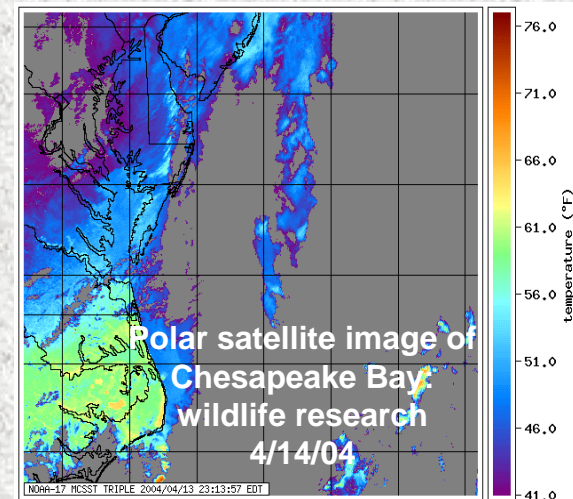 76.0
71.0
66.0
61.0
56.0
51.0
46.0
41.0
temperature (°F)
Polar satellite image of
Chesapeake Bay:
wildlife research
4/14/04
NOAA-17 MCSST TRIPLE 2004/04/13 23:13:57 EDT